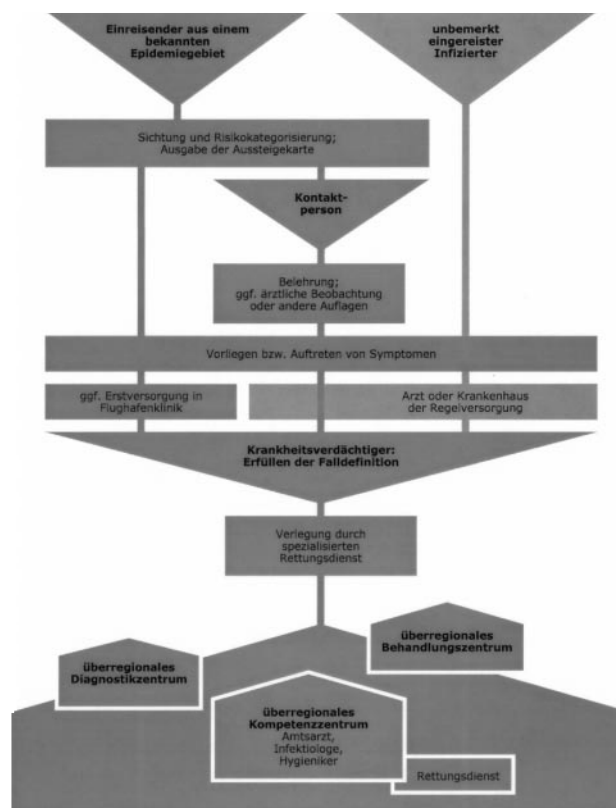 Einreisender aus einem
bekannten
Epidemiegebiet
unbemerkt
eingereister
Infizierter
Sichtung und Risikokategorisierung;
Ausgabe der Aussteigekarte
Kontakt-
person
Belehrung;
ggf. ärztliche Beobachtung
oder andere Auflagen
Vorliegen bzw. Auftreten von Symptomen
ggf. Erstversorgung in
Flughafenklinik
Arzt oder Krankenhaus
der Regelversorgung
Krankheitsverdächtiger:
Erfüllen der Falldefinition
Verlegung durch
spezialisierten
Rettungsdienst
überregionales
Behandlungszentrum
überregionales
Diagnostikzentrum
überregionales
Kompetenzzentrum
Amtsarzt,
Infektiologe,
Hygieniker
Rettungsdienst